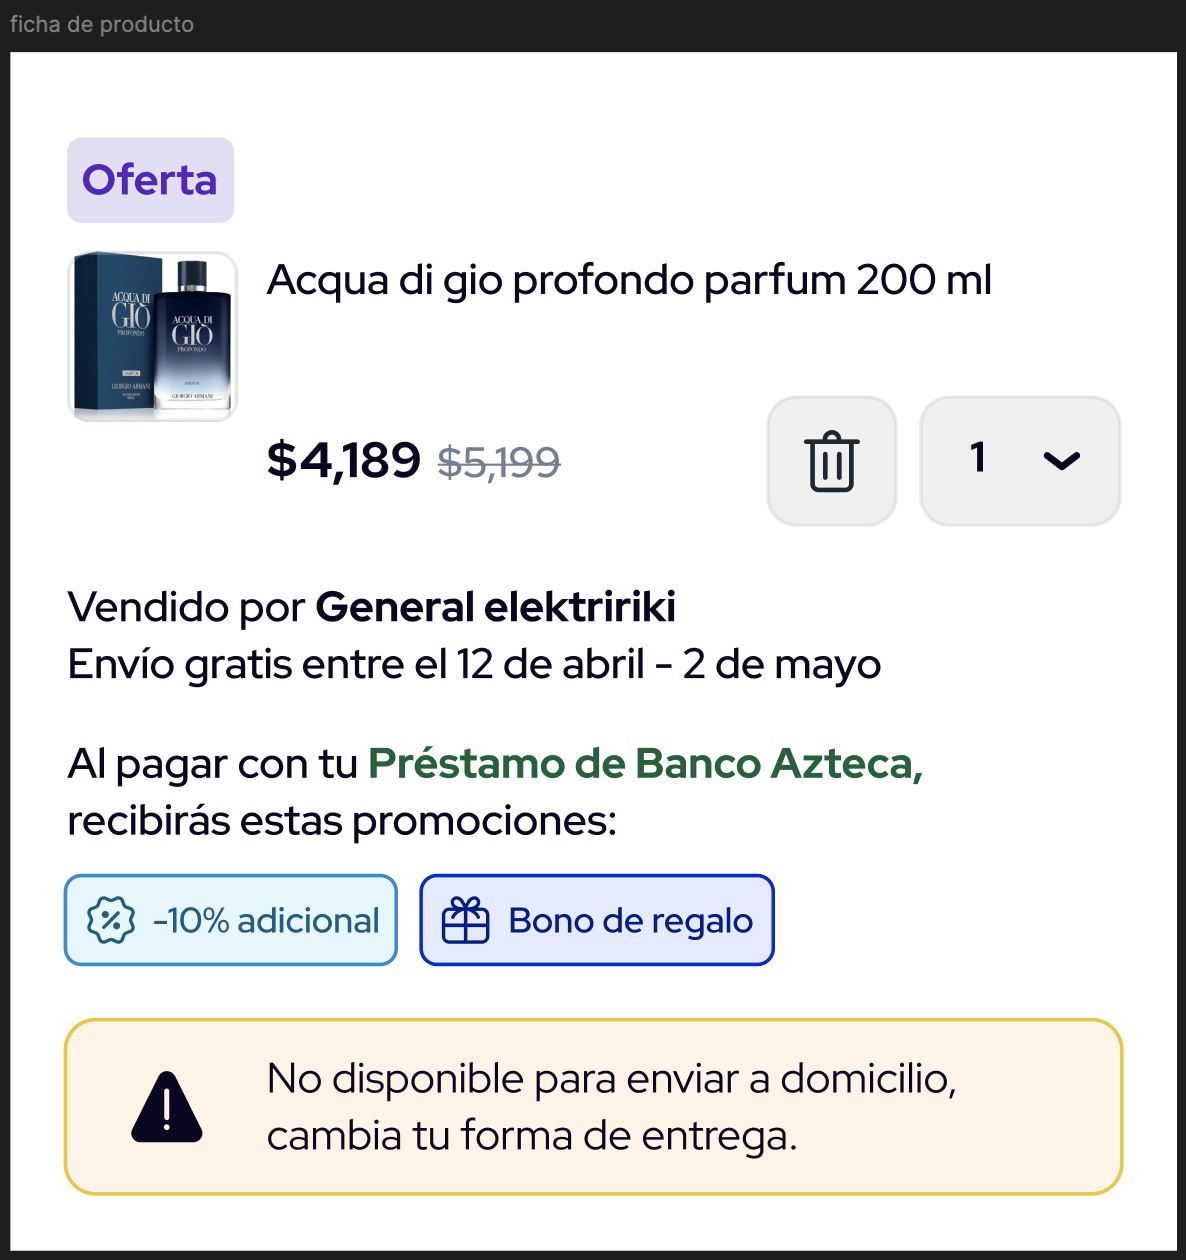 ficha de producto
Oferta
Acqua di gio profondo parfum 200 ml
ACQUA DI
GIÒ
PROFONDO
PARFUM
GIORGIO ARMANI
ACQUA DI
GIÒ
PROFONDO
PARFUM
GIORGIO ARMANI
$4,189 $5,199
1
Vendido por General elektririki
Envío gratis entre el 12 de abril - 2 de mayo
Al pagar con tu Préstamo de Banco Azteca,
recibirás estas promociones:
-10% adicional
Bono de regalo
No disponible para enviar a domicilio,
cambia tu forma de entrega.